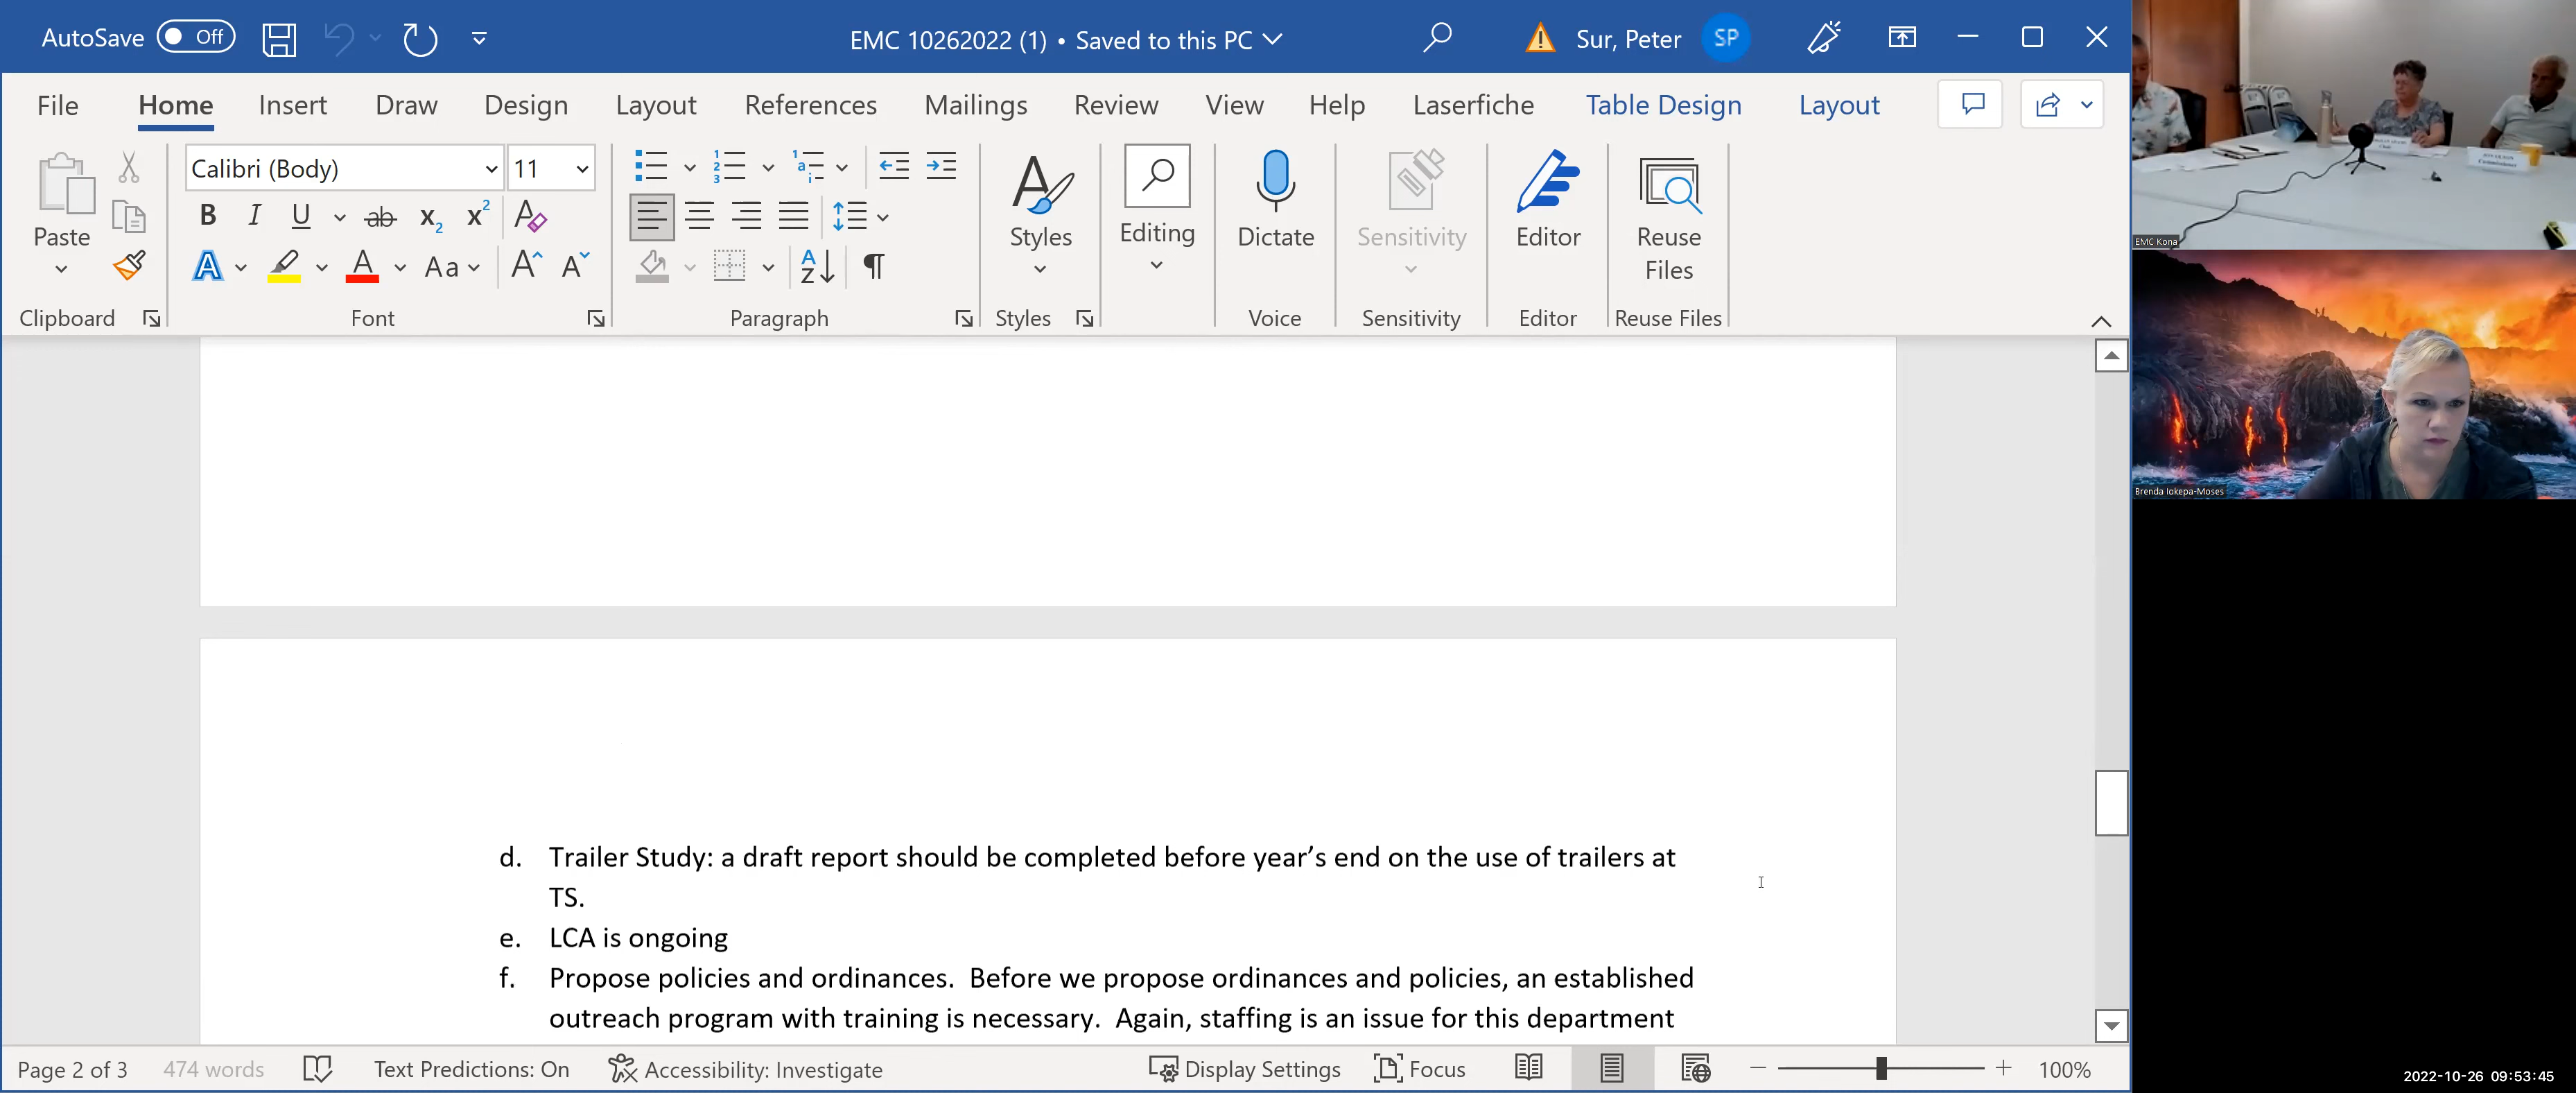 AutoSave Off
EMC 10262022 (1) • Saved to this PC
Sur, Peter SP
File Home Insert Draw Design Layout References Mailings Review View Help Laserfiche Table Design Layout
Paste
Calibri (Body) 11
Styles
Editing
Dictate
Sensitivity
Editor
Reuse
Files
Clipboard Font Paragraph Styles Voice Sensitivity Editor Reuse Files
EMC Kona
Brenda Iokepa-Moses
d. Trailer Study: a draft report should be completed before year’s end on the use of trailers at
TS.
e. LCA is ongoing
f. Propose policies and ordinances.  Before we propose ordinances and policies, an established
outreach program with training is necessary.  Again, staffing is an issue for this department
Page 2 of 3 474 words Text Predictions: On Accessibility: Investigate Display Settings Focus 100%
2022-10-26 09:53:45